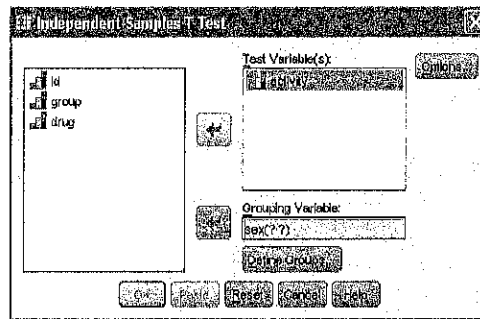 Independent Samples T Test
Test Variable(s):
Options...
id
group
drug
Grouping Variable:
sex(? ?)
Define Groups...
OK
Paste
Reset
Cancel
Help